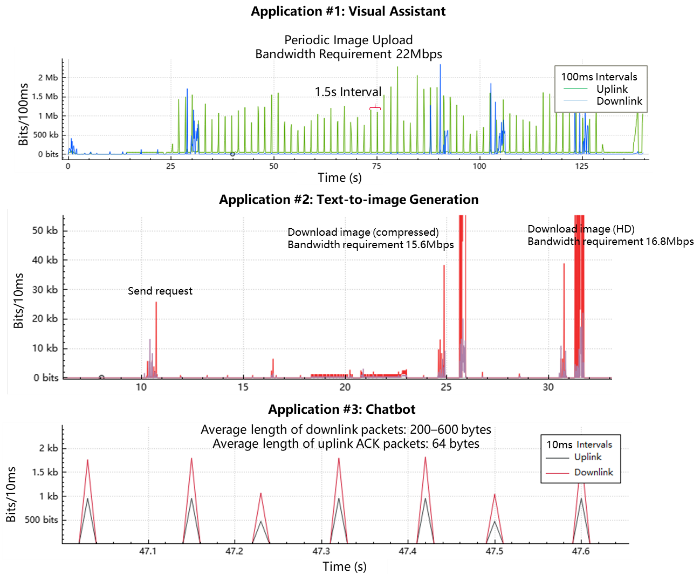 Application #1: Visual Assistant
Periodic Image Upload
Bandwidth Requirement 22Mbps
2 Mb
1.5 Mb
1 Mb
500 kb
0 bits
Bits/100ms
1.5s Interval
100ms Intervals
Uplink
Downlink
0 25 50 75 100 125
Time (s)
Application #2: Text-to-image Generation
50 kb
40 kb
30 kb
20 kb
10 kb
0 bits
Bits/10ms
Send request
Download image (compressed)
Bandwidth requirement 15.6Mbps
Download image (HD)
Bandwidth requirement 16.8Mbps
10 15 20 25 30
Time (s)
Application #3: Chatbot
Average length of downlink packets: 200–600 bytes
Average length of uplink ACK packets: 64 bytes
2 kb
1.5 kb
1 kb
500 bits
Bits/10ms
10ms Intervals
Uplink
Downlink
47.1 47.2 47.3 47.4 47.5 47.6
Time (s)